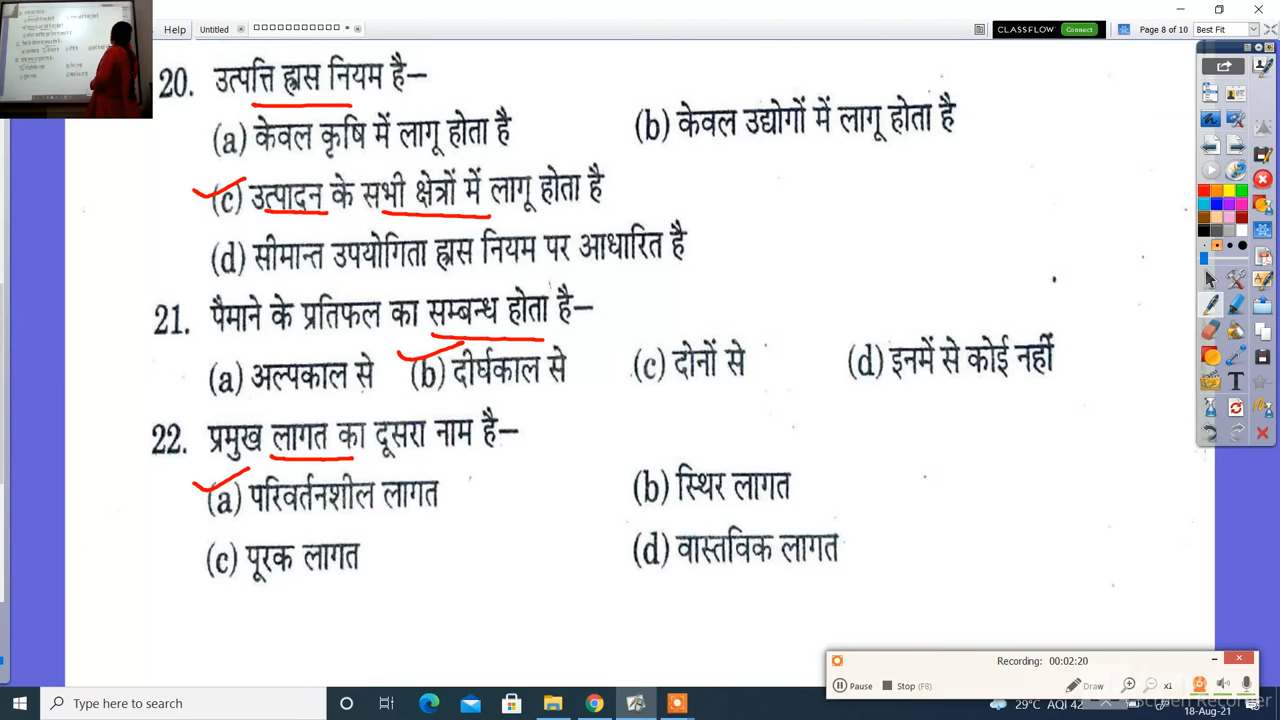 Help
Untitled
CLASSFLOW
Connect
Page 8 of 10
Best Fit
20. उत्पत्ति ह्रास नियम है–
(a) केवल कृषि में लागू होता है (b) केवल उद्योगों में लागू होता है
(c) उत्पादन के सभी क्षेत्रों में लागू होता है
(d) सीमान्त उपयोगिता ह्रास नियम पर आधारित है
21. पैमाने के प्रतिफल का सम्बन्ध होता है–
(a) अल्पकाल से (b) दीर्घकाल से (c) दोनों से (d) इनमें से कोई नहीं
22. प्रमुख लागत का दूसरा नाम है–
(a) परिवर्तनशील लागत (b) स्थिर लागत
(c) पूरक लागत (d) वास्तविक लागत
Recording: 00:02:20
Pause
Stop (F8)
Draw
x1
Type here to search
29°C AQI 42
18-Aug-21